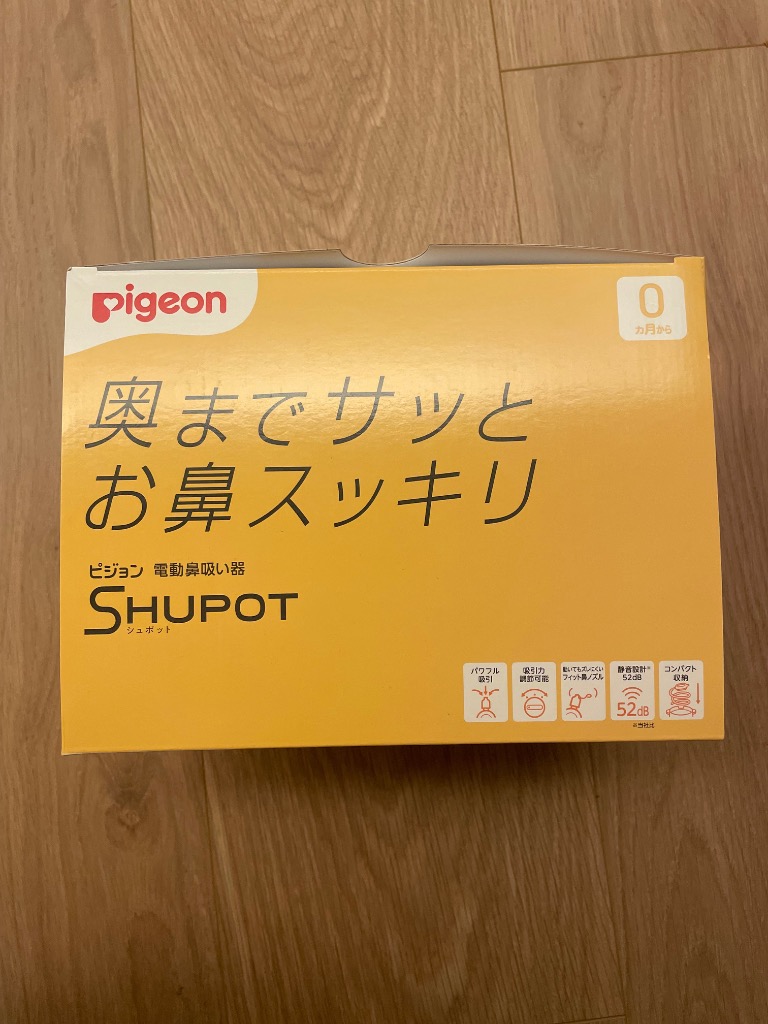 pigeon
0
カ月から
奥までサッと
お鼻スッキリ
ピジョン 電動鼻吸い器
SHUPOT
シュポット
パワフル
吸引
吸引力
調節可能
動いてもズレにくい
フィット鼻ノズル
静音設計※
52dB
52dB
※当社比
コンパクト
収納